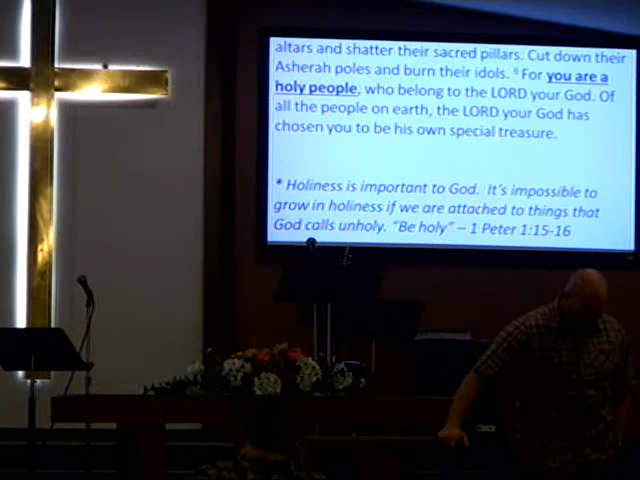 altars and shatter their sacred pillars. Cut down their
Asherah poles and burn their idols. 6 For you are a
holy people, who belong to the LORD your God. Of
all the people on earth, the LORD your God has
chosen you to be his own special treasure.
* Holiness is important to God. It's impossible to
grow in holiness if we are attached to things that
God calls unholy. "Be holy" – 1 Peter 1:15-16